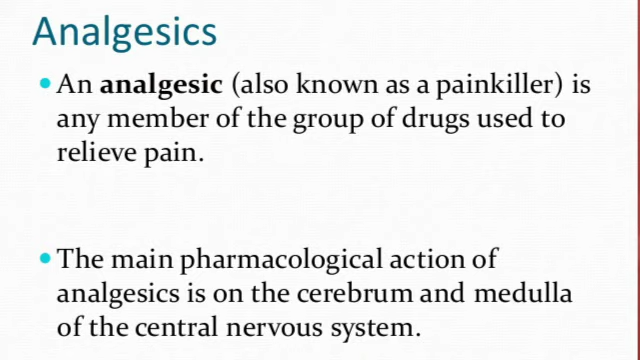 Analgesics
• An analgesic (also known as a painkiller) is
any member of the group of drugs used to
relieve pain.
• The main pharmacological action of
analgesics is on the cerebrum and medulla
of the central nervous system.